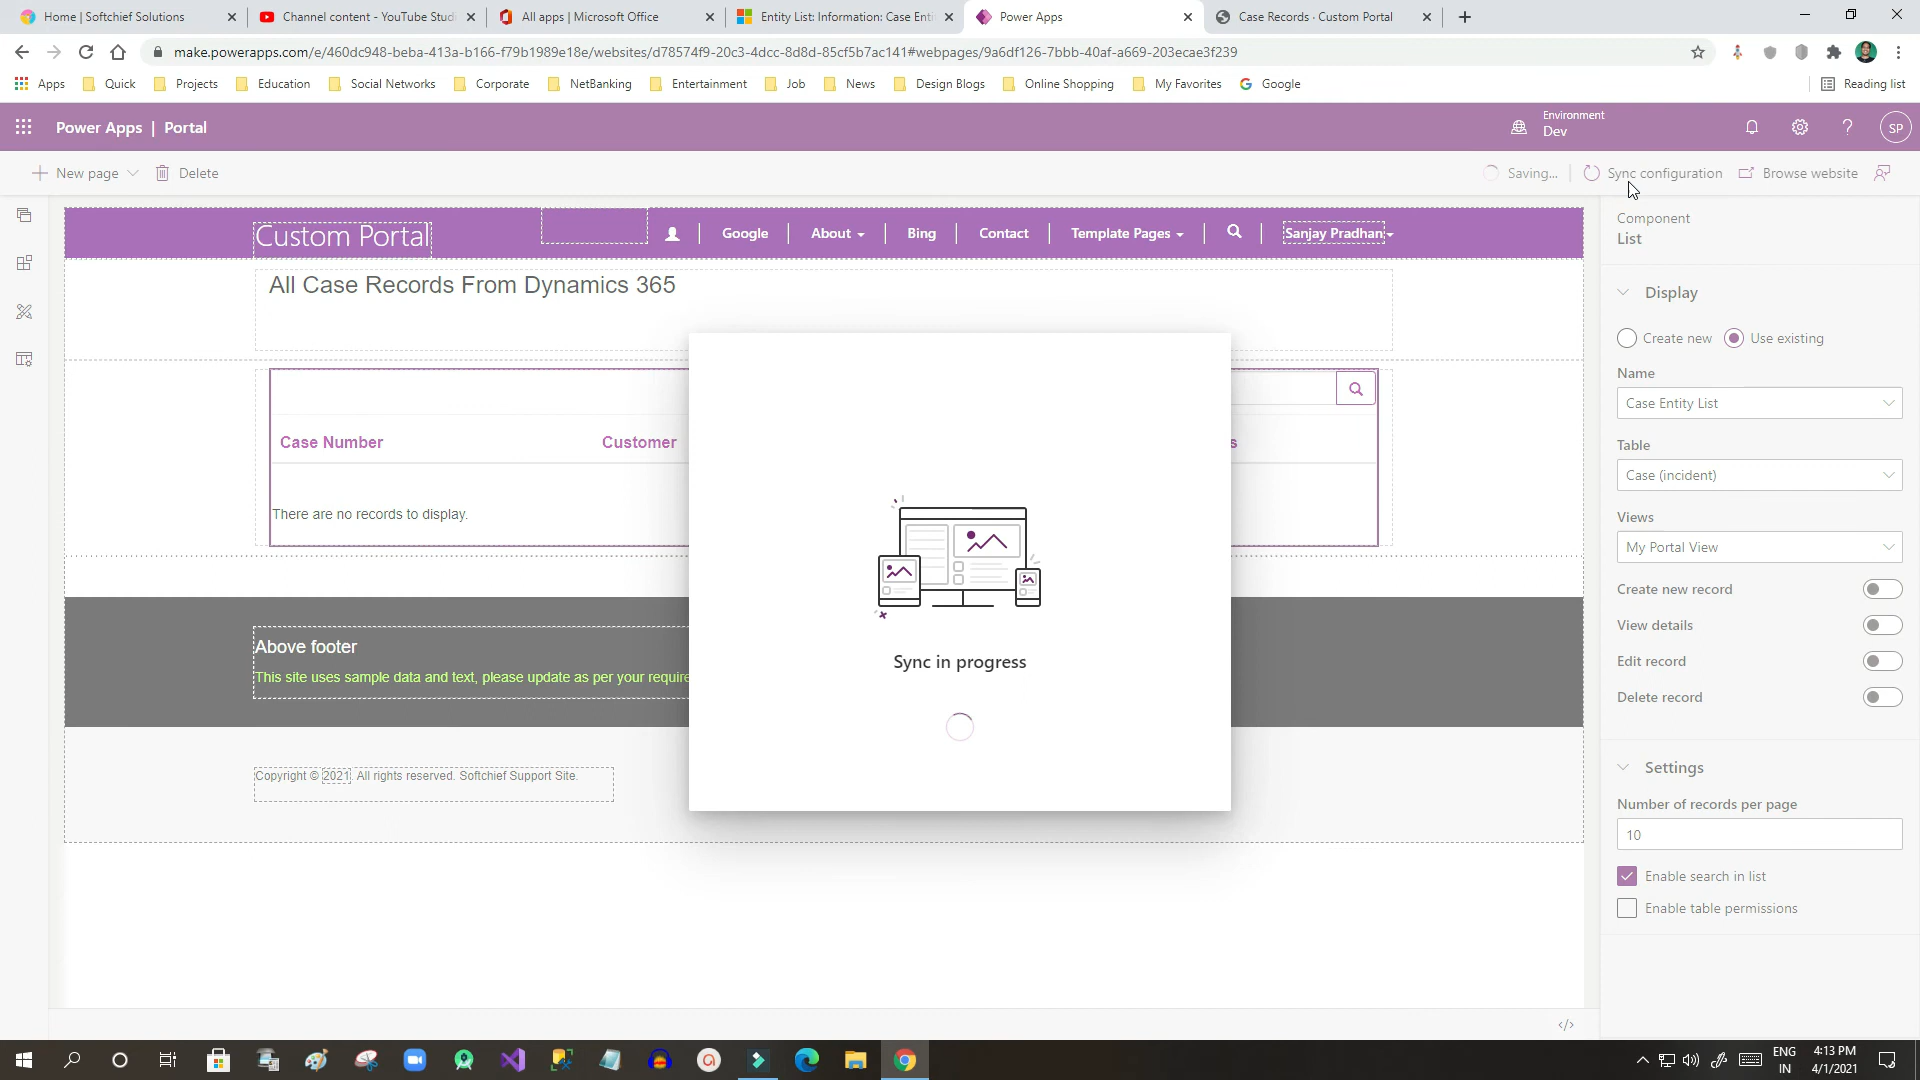 Home | Softchief Solutions
Channel content - YouTube Studi
All apps | Microsoft Office
Entity List: Information: Case Enti
Power Apps
Case Records · Custom Portal
make.powerapps.com/e/460dc948-beba-413a-b166-f79b1989e18e/websites/d78574f9-20c3-4dcc-8d8d-85cf5b7ac141#webpages/9a6df126-7bbb-40af-a669-203ecae3f239
Apps Quick Projects Education Social Networks Corporate NetBanking Entertainment Job News Design Blogs Online Shopping My Favorites Google Reading list
Power Apps | Portal
Environment
Dev
SP
New page Delete Saving... Sync configuration Browse website
Custom Portal
Google About Bing Contact Template Pages Sanjay Pradhan
All Case Records From Dynamics 365
Case Number Customer s
There are no records to display.
Sync in progress
Above footer
This site uses sample data and text, please update as per your require
Copyright © 2021. All rights reserved. Softchief Support Site.
Component
List
Display
Create new Use existing
Name
Case Entity List
Table
Case (incident)
Views
My Portal View
Create new record
View details
Edit record
Delete record
Settings
Number of records per page
10
Enable search in list
Enable table permissions
</>
ENG
IN
4:13 PM
4/1/2021